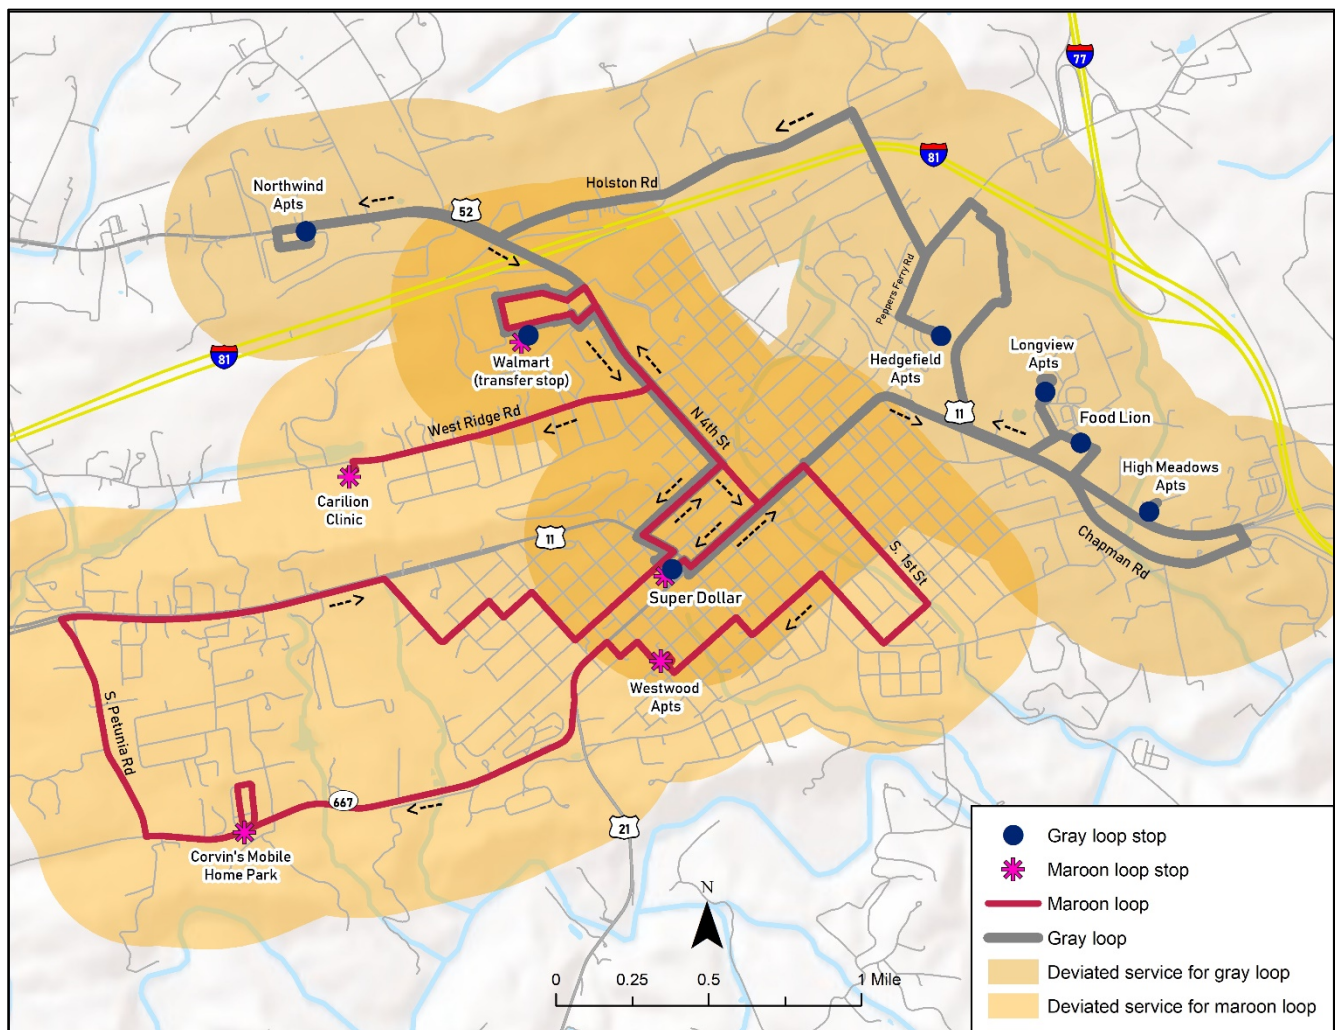 77
81
Northwind
Apts
Holston Rd
52
Peppers Ferry Rd
81
Walmart
(transfer stop)
Hedgefield
Apts
Longview
Apts
West Ridge Rd
N 4th St
11
Food Lion
High Meadows
Apts
Carilion
Clinic
11
Chapman Rd
S. 1st St
Super Dollar
Westwood
Apts
S. Petunia Rd
667
21
Corvin's Mobile
Home Park
N
0 0.25 0.5 1 Mile
Gray loop stop
Maroon loop stop
Maroon loop
Gray loop
Deviated service for gray loop
Deviated service for maroon loop